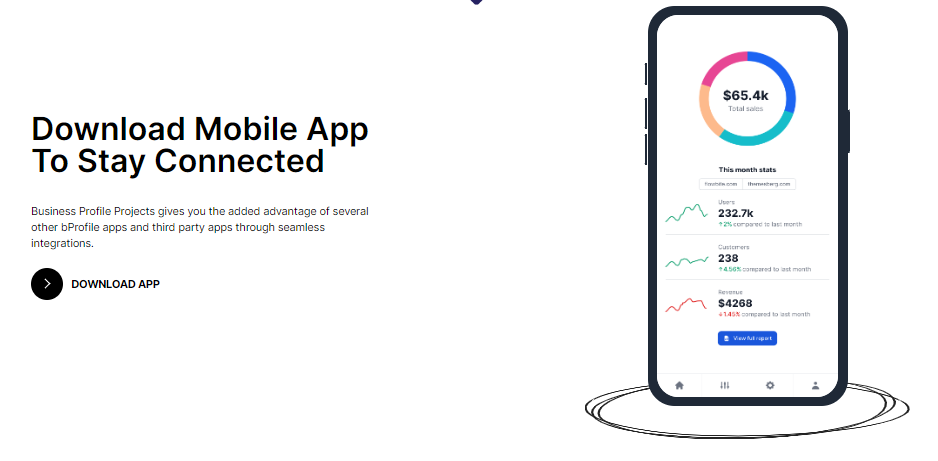 Download Mobile App
To Stay Connected
Business Profile Projects gives you the added advantage of several
other bProfile apps and third party apps through seamless
integrations.
DOWNLOAD APP
$65.4k
Total sales
This month stats
flowbite.com themesberg.com
Users
232.7k
↑2% compared to last month
Customers
238
↑4.56% compared to last month
Revenue
$4268
↓1.45% compared to last month
View full report